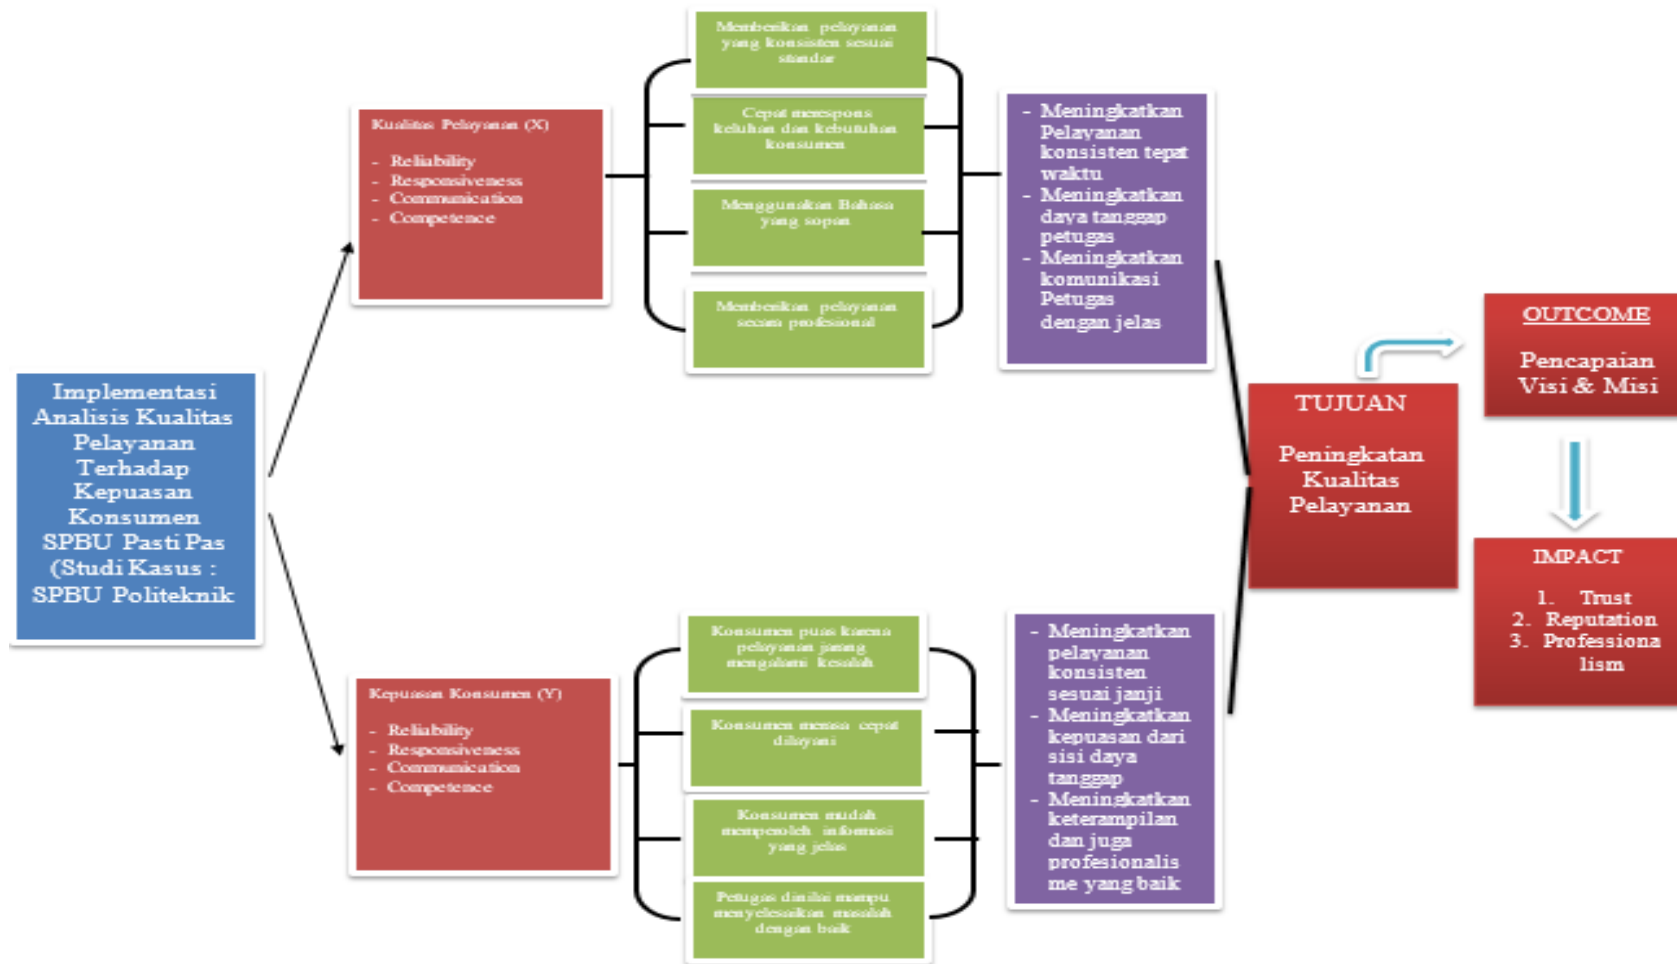 Implementasi
Analisis Kualitas
Pelayanan
Terhadap
Kepuasan
Konsumen
SPBU Pasti Pas
(Studi Kasus :
SPBU Politeknik
Kualitas Pelayanan (X)
- Reliability
- Responsiveness
- Communication
- Competence
Memberikan pelayanan
yang konsisten sesuai
standar
Cepat merespons
keluhan dan kebutuhan
konsumen
Menggunakan Bahasa
yang sopan
Memberikan pelayanan
secara profesional
- Meningkatkan
Pelayanan
konsisten tepat
waktu
- Meningkatkan
daya tanggap
petugas
- Meningkatkan
komunikasi
Petugas
dengan jelas
Kepuasan Konsumen (Y)
- Reliability
- Responsiveness
- Communication
- Competence
Konsumen puas karena
pelayanan jarang
mengalami kesalah
Konsumen merasa cepat
dilayani
Konsumen mudah
memperoleh informasi
yang jelas
Petugas dinilai mampu
menyelesaikan masalah
dengan baik
- Meningkatkan
pelayanan
konsisten
sesuai janji
- Meningkatkan
kepuasan dari
sisi daya
tanggap
- Meningkatkan
keterampilan
dan juga
profesionalis
me yang baik
TUJUAN
Peningkatan
Kualitas
Pelayanan
OUTCOME
Pencapaian
Visi & Misi
IMPACT
1. Trust
2. Reputation
3. Professiona
lism